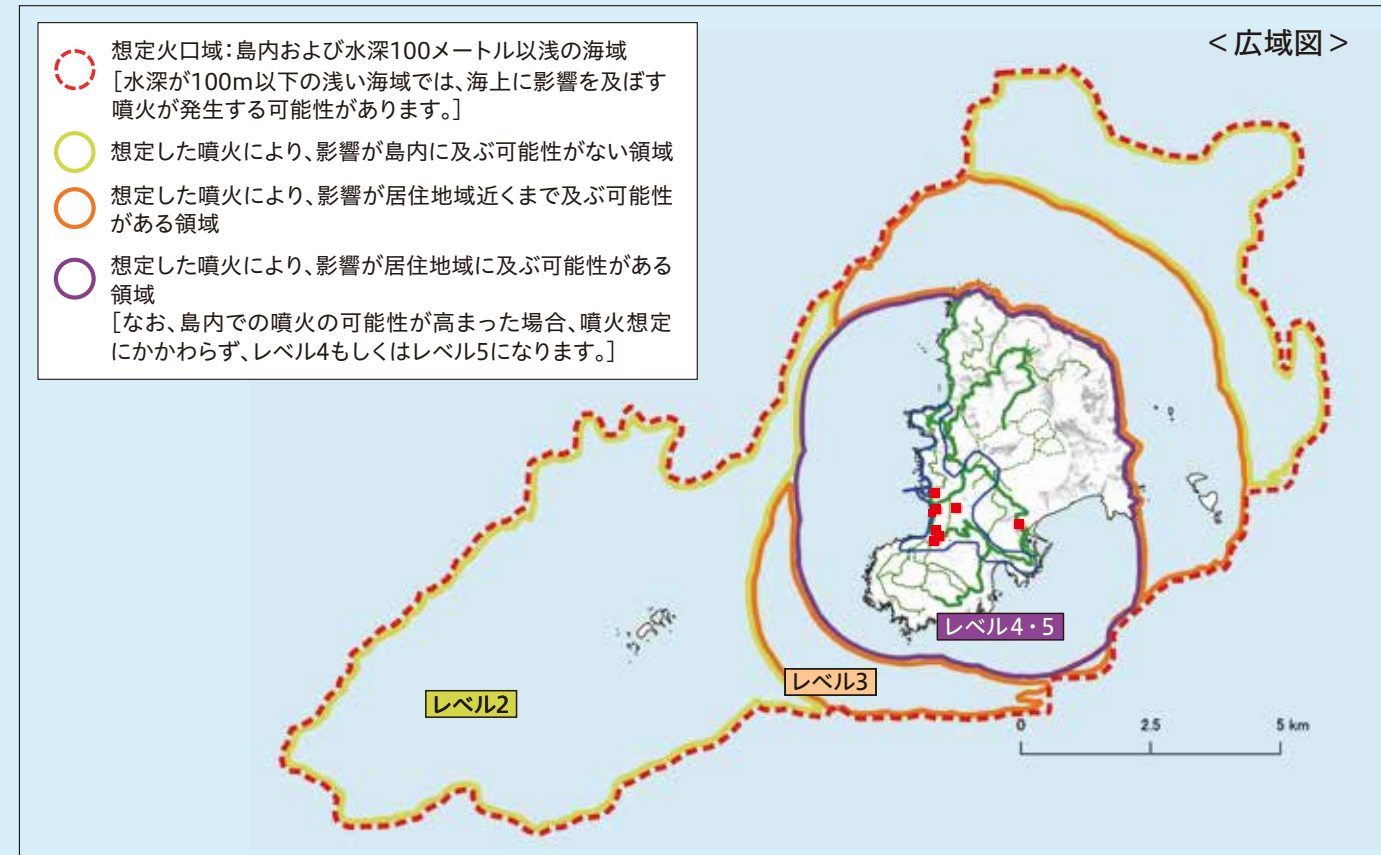 ＜広域図＞
想定火口域：島内および水深100メートル以浅の海域
［水深が100m以下の浅い海域では、海上に影響を及ぼす
噴火が発生する可能性があります。］
想定した噴火により、影響が島内に及ぶ可能性がない領域
想定した噴火により、影響が居住地域近くまで及ぶ可能性
がある領域
想定した噴火により、影響が居住地域に及ぶ可能性がある
領域
［なお、島内での噴火の可能性が高まった場合、噴火想定
にかかわらず、レベル4もしくはレベル5になります。］
レベル4・5
レベル3
レベル2
0 2.5 5 km